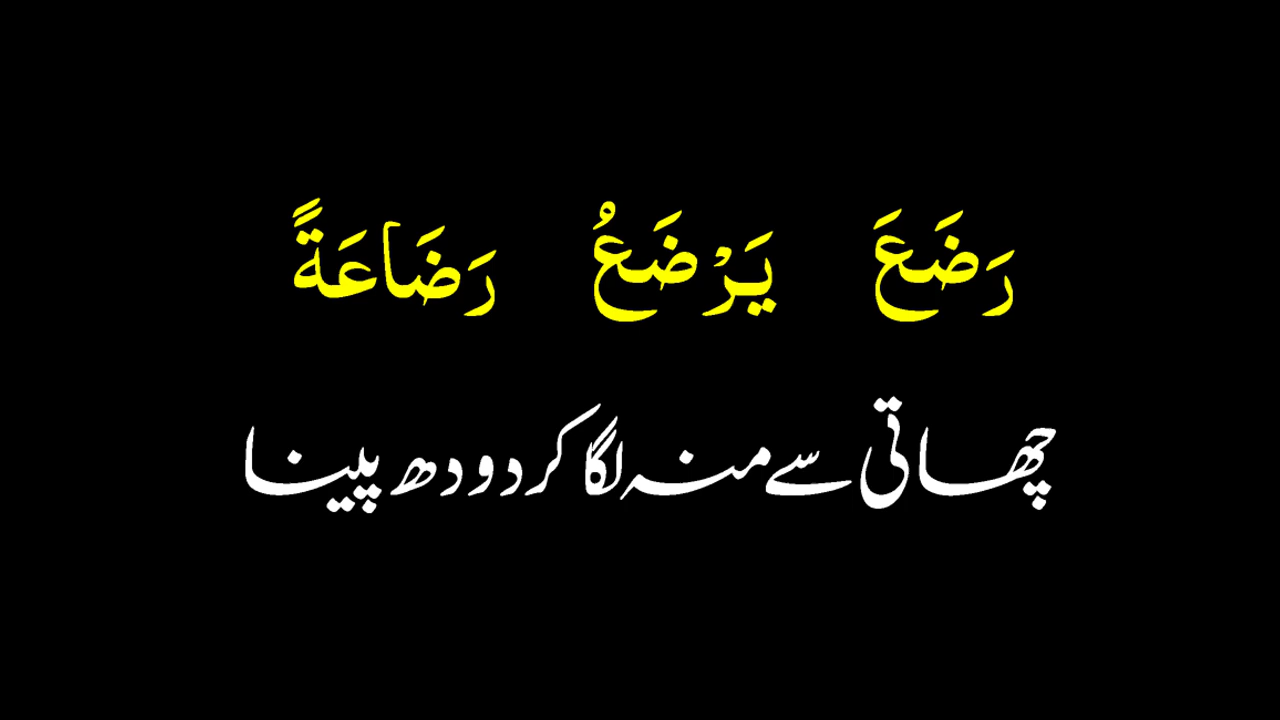 رَضَعَ يَرْضَعُ رَضَاعَةً
چھاتی سے منہ لگا کر دودھ پینا